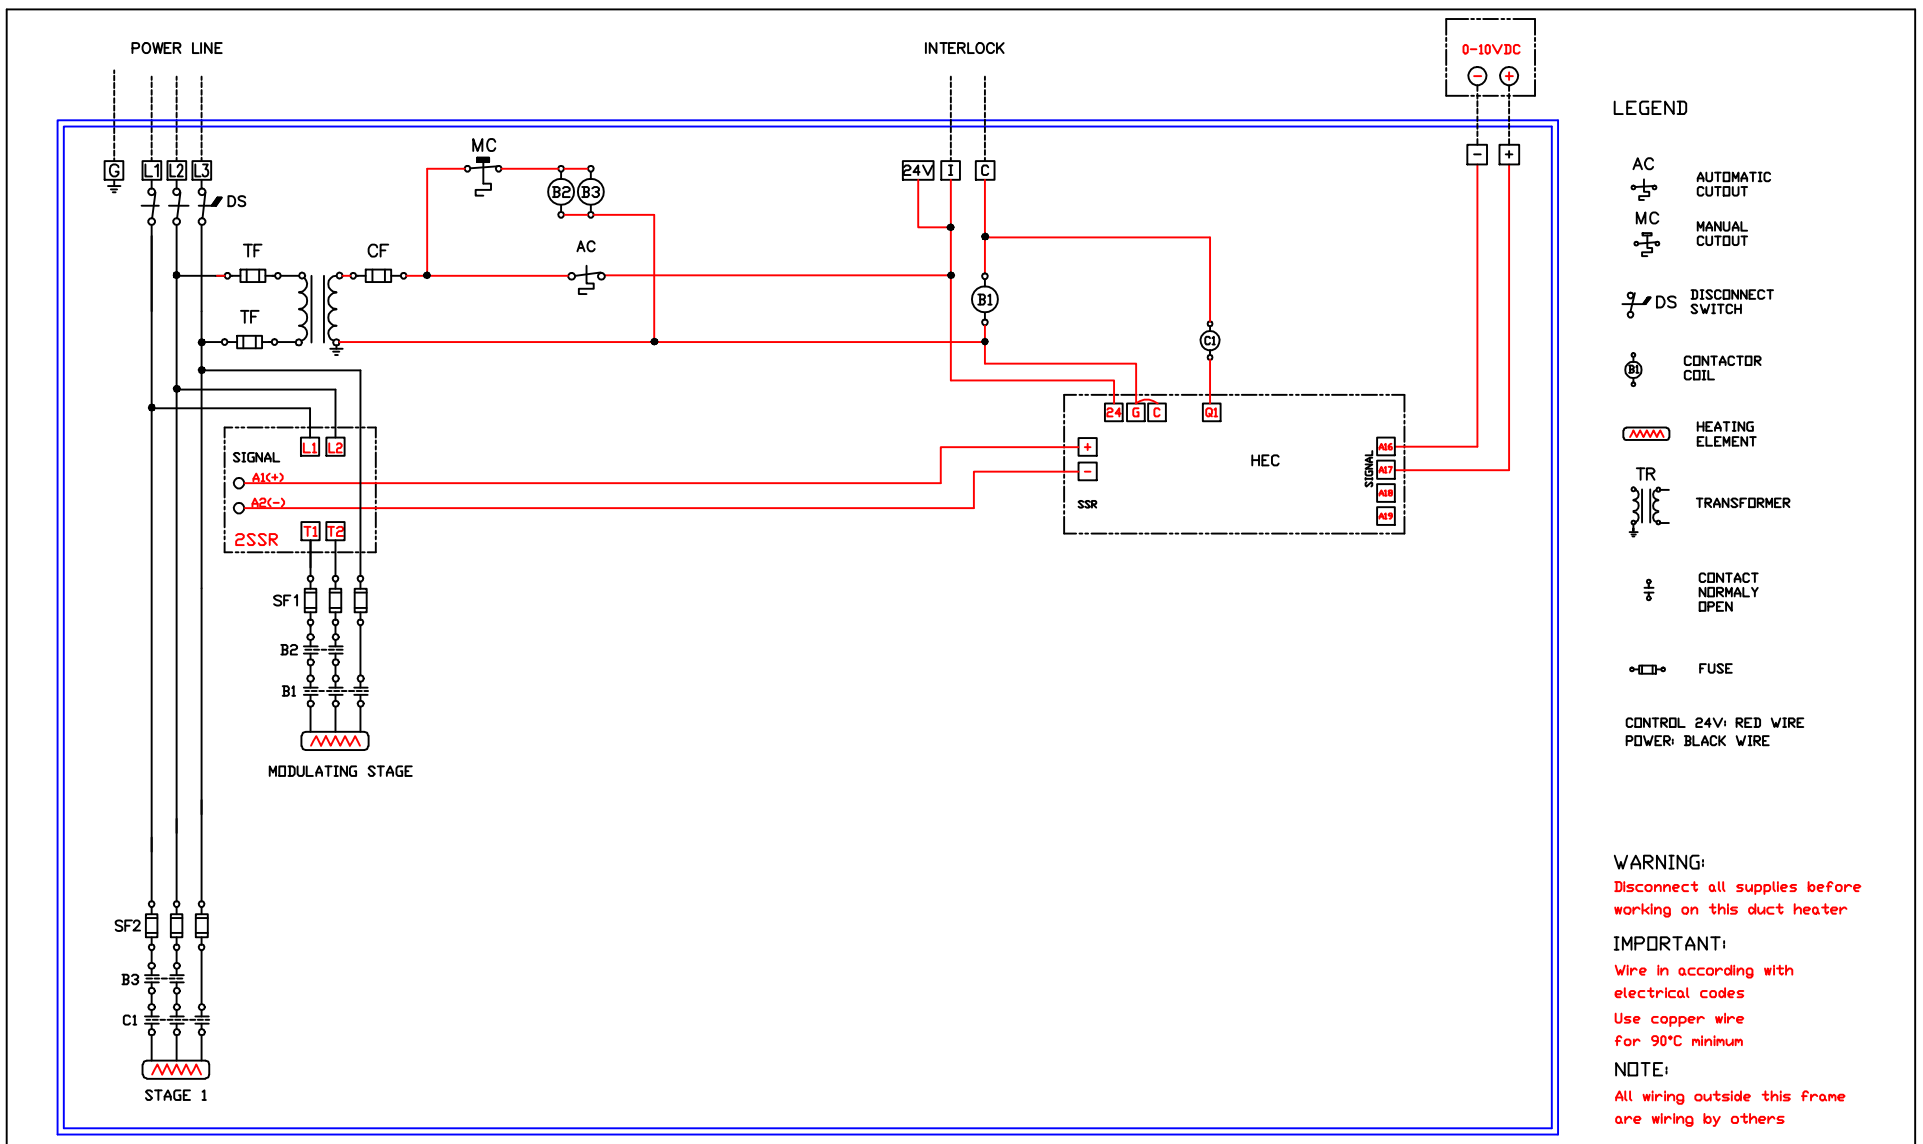 POWER LINE
INTERLOCK
0-10VDC
- +
G L1 L2 L3
DS
MC
B2 B3
24V I C
- +
TF
CF
AC
B1
TF
C1
24 G C Q1
L1 L2
SIGNAL
A1(+)
A2(-)
T1 T2
2SSR
+
-
SSR
HEC
SIGNAL
A16
A17
A18
A19
SF1
B2
B1
MODULATING STAGE
SF2
B3
C1
STAGE 1
LEGEND
AC
AUTOMATIC
CUTOUT
MC
MANUAL
CUTOUT
DS
DISCONNECT
SWITCH
B1
CONTACTOR
COIL
HEATING
ELEMENT
TR
TRANSFORMER
CONTACT
NORMALY
OPEN
FUSE
CONTROL 24V: RED WIRE
POWER: BLACK WIRE
WARNING:
Disconnect all supplies before
working on this duct heater
IMPORTANT:
Wire in according with
electrical codes
Use copper wire
for 90°C minimum
NOTE:
All wiring outside this frame
are wiring by others